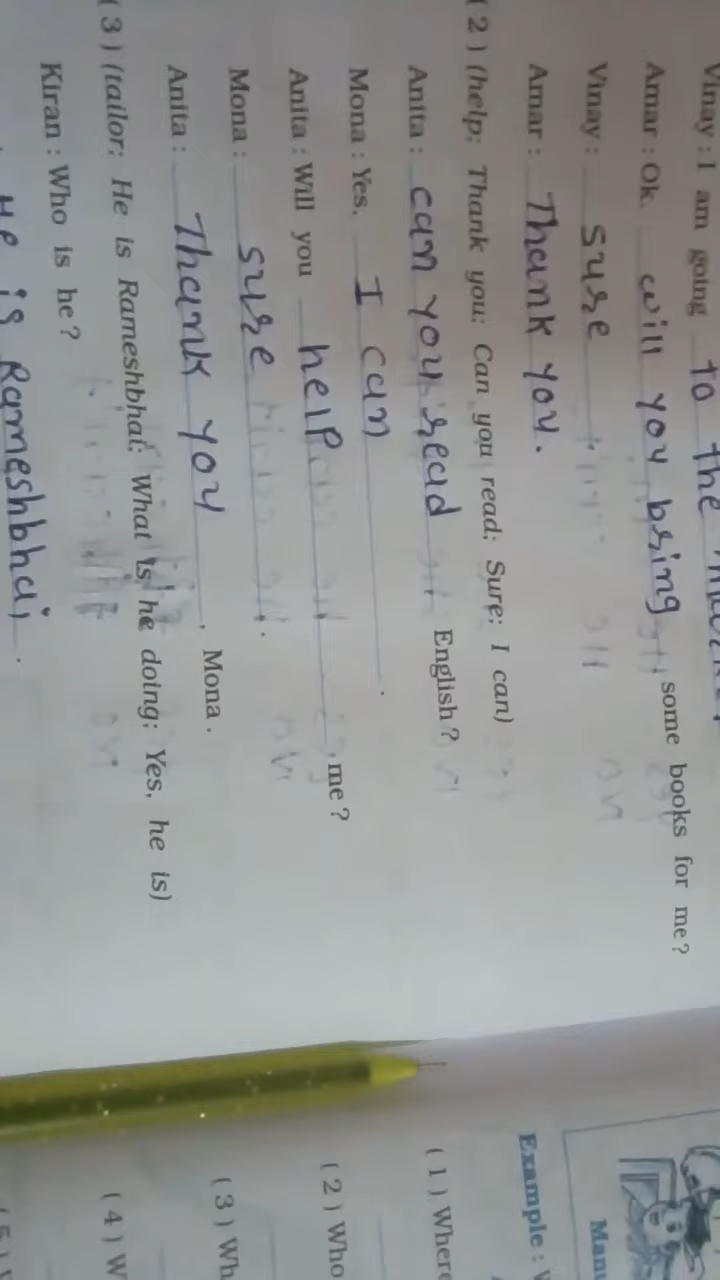 Vinay : I am going to the
Amar : Ok. will you bring some books for me?
Vinay : sure
Amar : Thank you.
(2) (help; Thank you; Can you read; Sure; I can)
Anita : can you read English?
Mona : Yes, I can.
Anita : Will you help me?
Mona : sure.
Anita : Thank you, Mona.
(3) (tailor; He is Rameshbhai; What is he doing; Yes, he is)
Kiran : Who is he?
He is Rameshbhai.
Example :
(1) Where
(2) Who
(3) Wh
(4) W